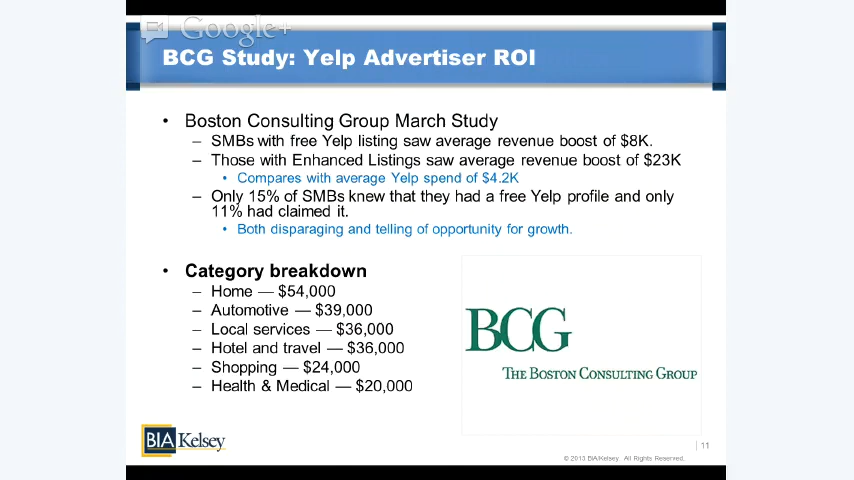 Google+
BCG Study: Yelp Advertiser ROI
• Boston Consulting Group March Study
– SMBs with free Yelp listing saw average revenue boost of $8K.
– Those with Enhanced Listings saw average revenue boost of $23K
• Compares with average Yelp spend of $4.2K
– Only 15% of SMBs knew that they had a free Yelp profile and only
11% had claimed it.
• Both disparaging and telling of opportunity for growth.
• Category breakdown
– Home — $54,000
– Automotive — $39,000
– Local services — $36,000
– Hotel and travel — $36,000
– Shopping — $24,000
– Health & Medical — $20,000
BCG
THE BOSTON CONSULTING GROUP
BIA Kelsey
11
© 2013 BIA/Kelsey. All Rights Reserved.